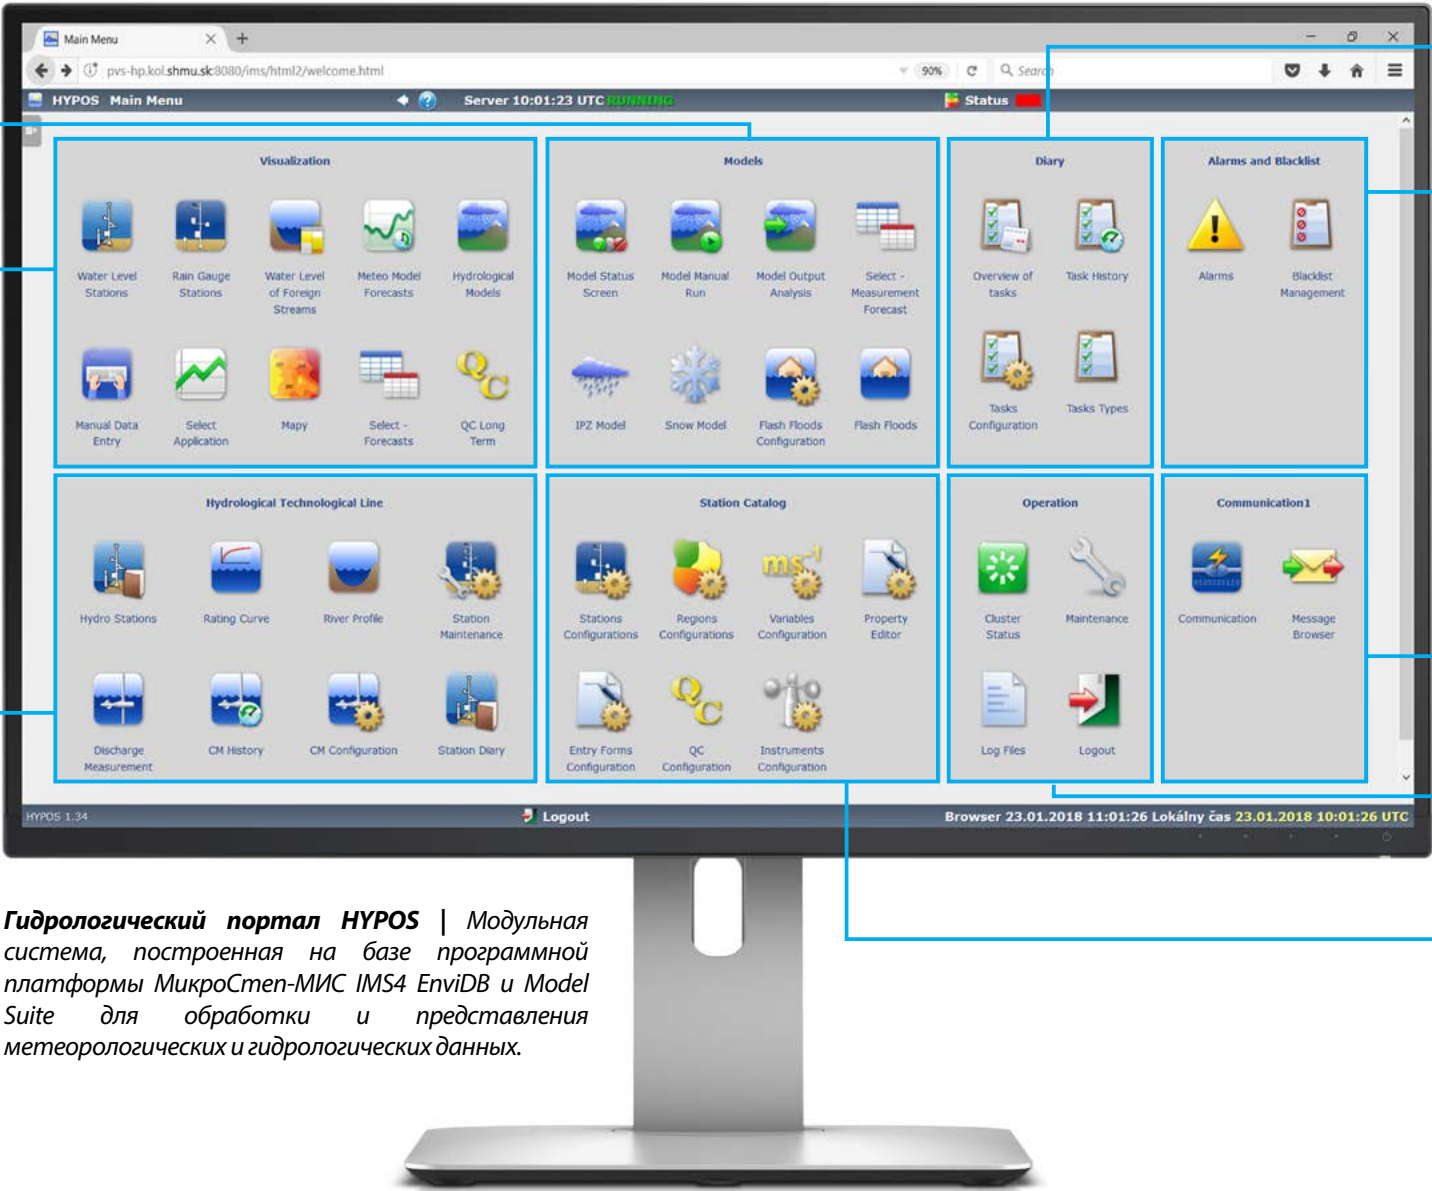 Main Menu
pvs-hp.kol.shmu.sk:8080/ims/html2/welcome.html
90%
Search
HYPOS Main Menu
Server 10:01:23 UTC RUNNING
Status
Visualization
Water Level Stations
Rain Gauge Stations
Water Level of Foreign Streams
Meteo Model Forecasts
Hydrological Models
Manual Data Entry
Select Application
Mapy
Select - Forecasts
QC
QC Long Term
Models
Model Status Screen
Model Manual Run
Model Output Analysis
Select - Measurement Forecast
IPZ Model
Snow Model
Flash Floods Configuration
Flash Floods
Diary
Overview of tasks
Task History
Tasks Configuration
Tasks Types
Alarms and Blacklist
Alarms
Blacklist Management
Hydrological Technological Line
Hydro Stations
Rating Curve
River Profile
Station Maintenance
Discharge Measurement
CM History
CM Configuration
Station Diary
Station Catalog
Stations Configurations
Regions Configurations
ms⁻¹
Variables Configuration
Property Editor
Entry Forms Configuration
QC
QC Configuration
Instruments Configuration
Operation
Cluster Status
Maintenance
Log Files
Logout
Communication1
Communication
Message Browser
HYPOS 1.34
Logout
Browser 23.01.2018 11:01:26 Lokálny čas 23.01.2018 10:01:26 UTC
Гидрологический портал HYPOS | Модульная
система, построенная на базе программной
платформы МикроСтеп-МИС IMS4 EnviDB и Model
Suite для обработки и представления
метеорологических и гидрологических данных.